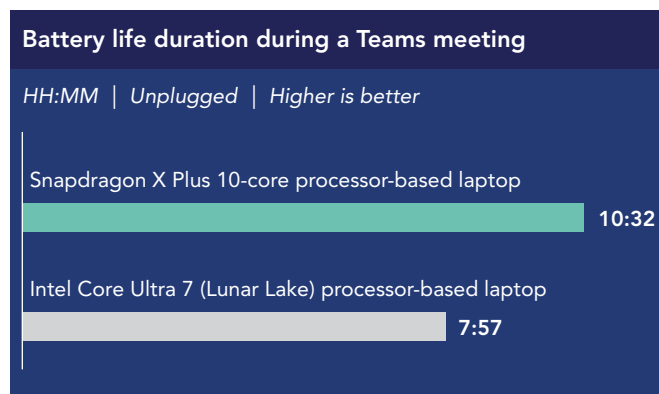 Battery life duration during a Teams meeting
HH:MM | Unplugged | Higher is better
Snapdragon X Plus 10-core processor-based laptop
10:32
Intel Core Ultra 7 (Lunar Lake) processor-based laptop
7:57